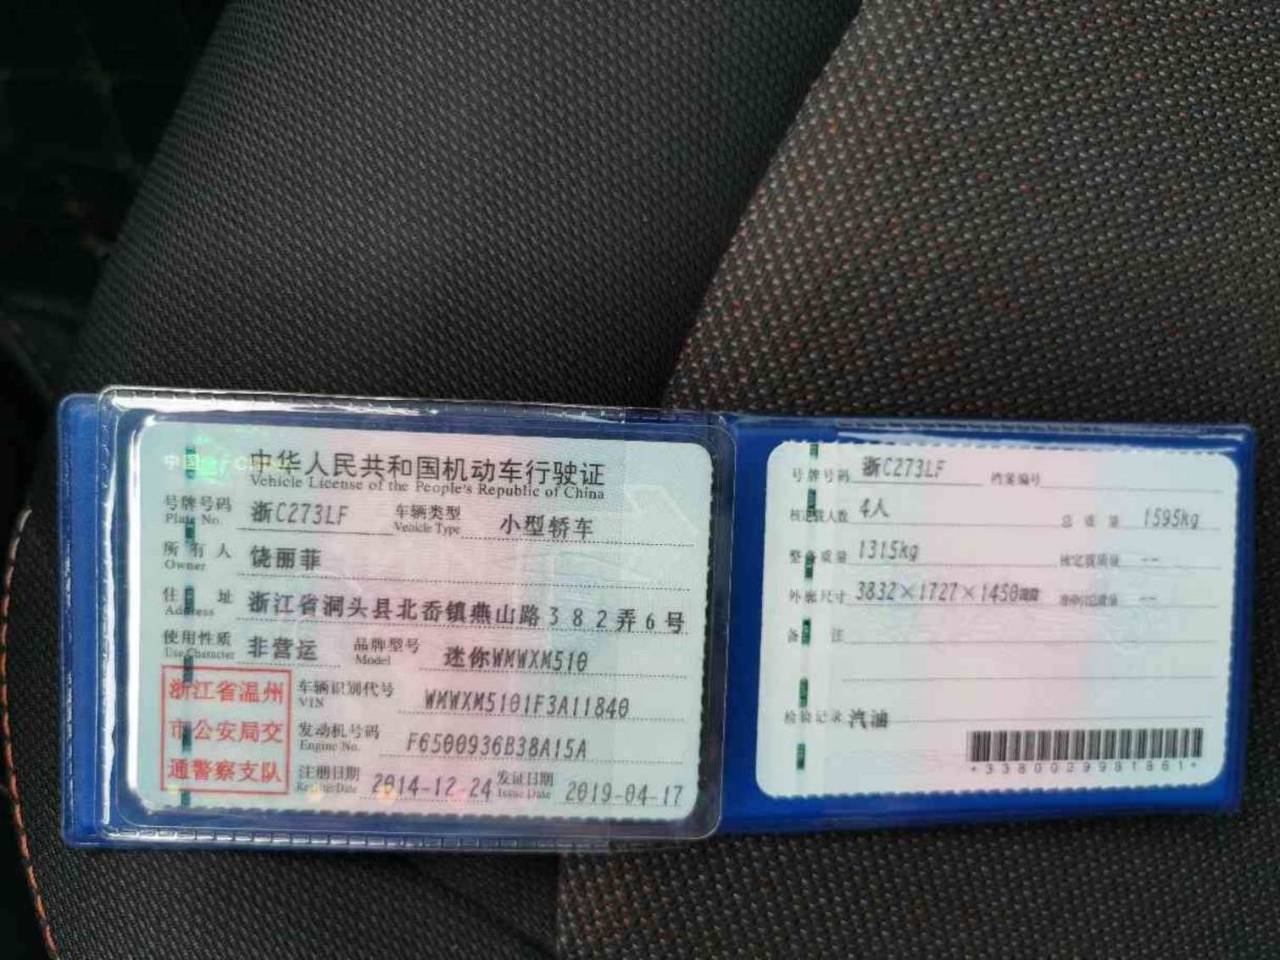 中华人民共和国机动车行驶证
Vehicle License of the People's Republic of China
号牌号码 浙C273LF 车辆类型 小型轿车
Plate No. Vehicle Type
所有人 饶丽菲
Owner
住址 浙江省洞头县北岙镇燕山路382弄6号
Address
使用性质 非营运 品牌型号 迷你WMWXM510
Use Character Model
浙江省温州
市公安局交
通警察支队
车辆识别代号 WMWXM5101F3A11840
VIN
发动机号码 F6500936B38A15A
Engine No.
注册日期 2014-12-24 发证日期 2019-04-17
Register Date Issue Date
号牌号码 浙C273LF 档案编号
核定载人数 4人 总质量 1595kg
整备质量 1315kg 核定载质量 --
外廓尺寸 3832×1727×1450mm --
备注
检验记录 汽油
*3380029981861*